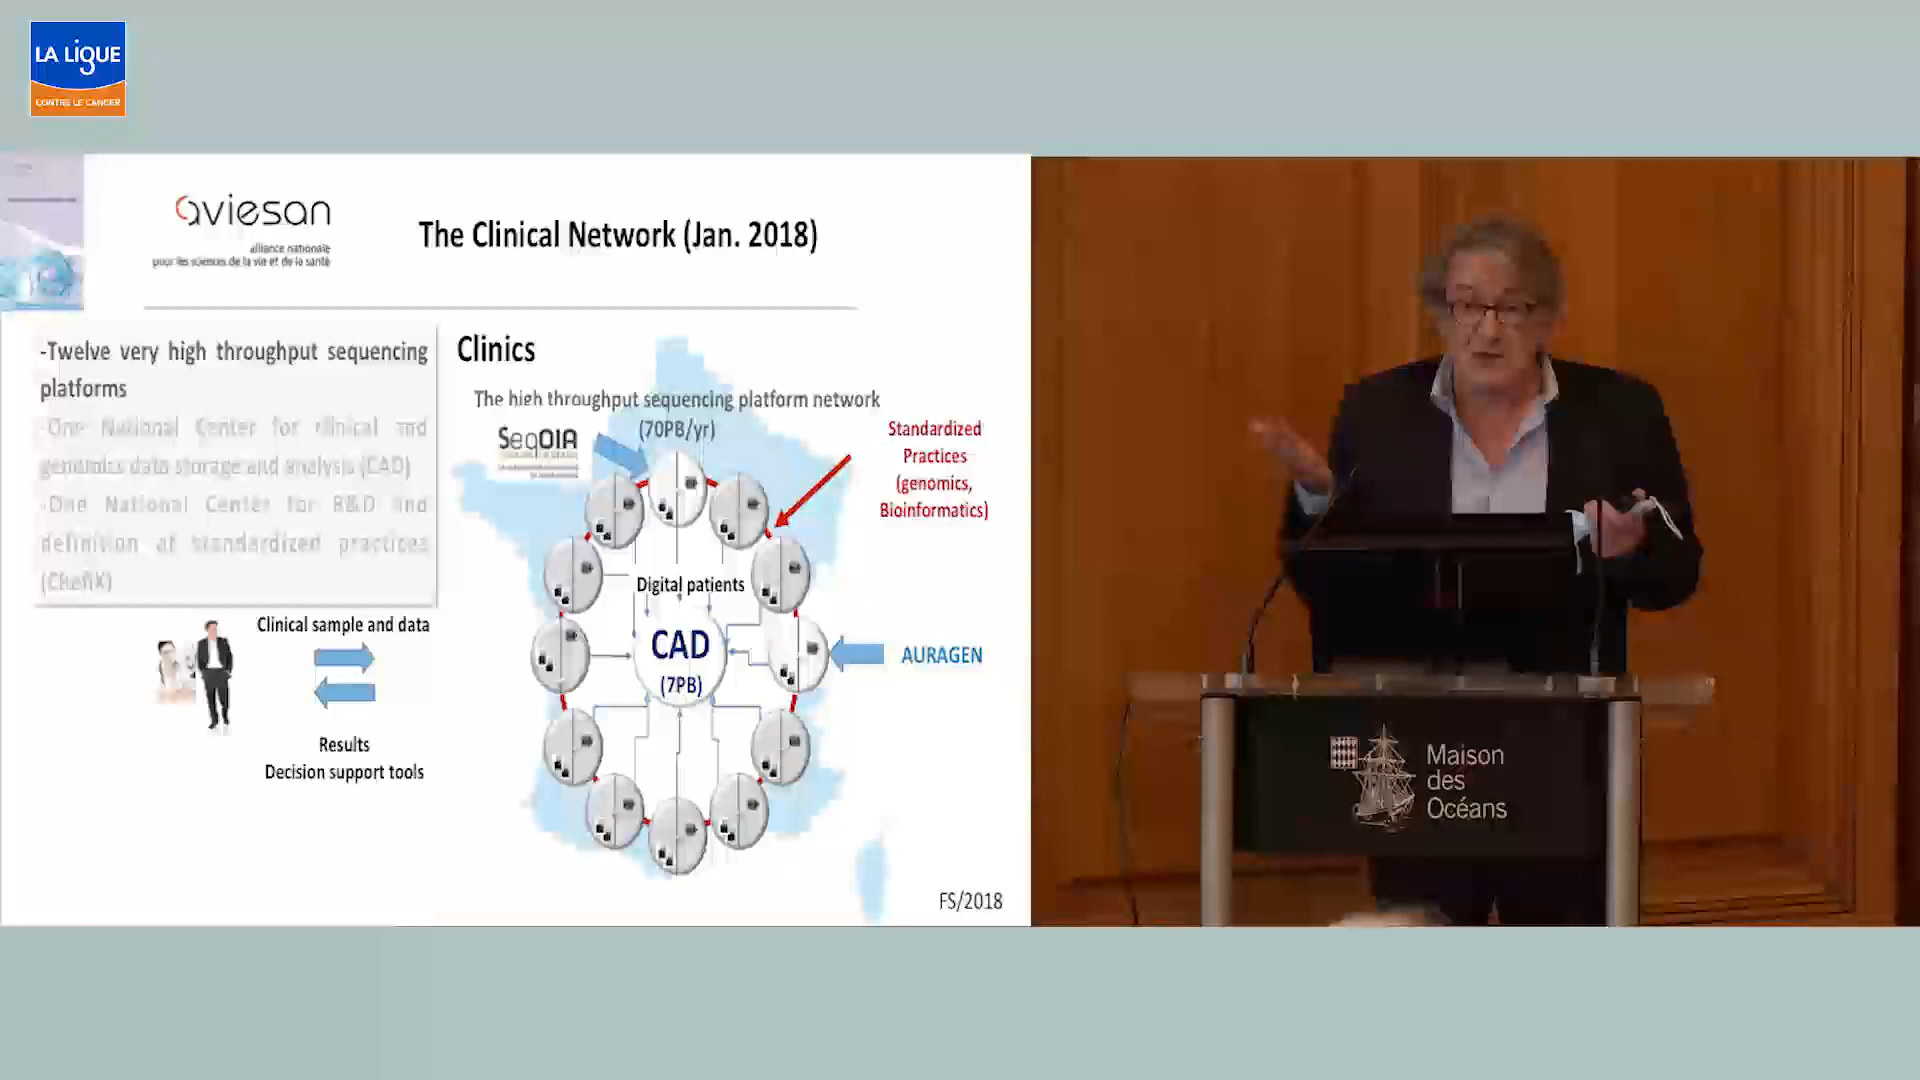 LA LIGUE
CONTRE LE CANCER
aviesan
alliance nationale
pour les sciences de la vie et de la santé
The Clinical Network (Jan. 2018)
-Twelve very high throughput sequencing
platforms
-One National Center for clinical and
genomics data storage and analysis (CAD)
-One National Center for R&D and
definition of standardized practices
(CRefIX)
Clinical sample and data
Results
Decision support tools
Clinics
The high throughput sequencing platform network
(70PB/yr)
SeqOIA
Standardized
Practices
(genomics,
Bioinformatics)
Digital patients
CAD
(7PB)
AURAGEN
FS/2018
Maison
des
Océans